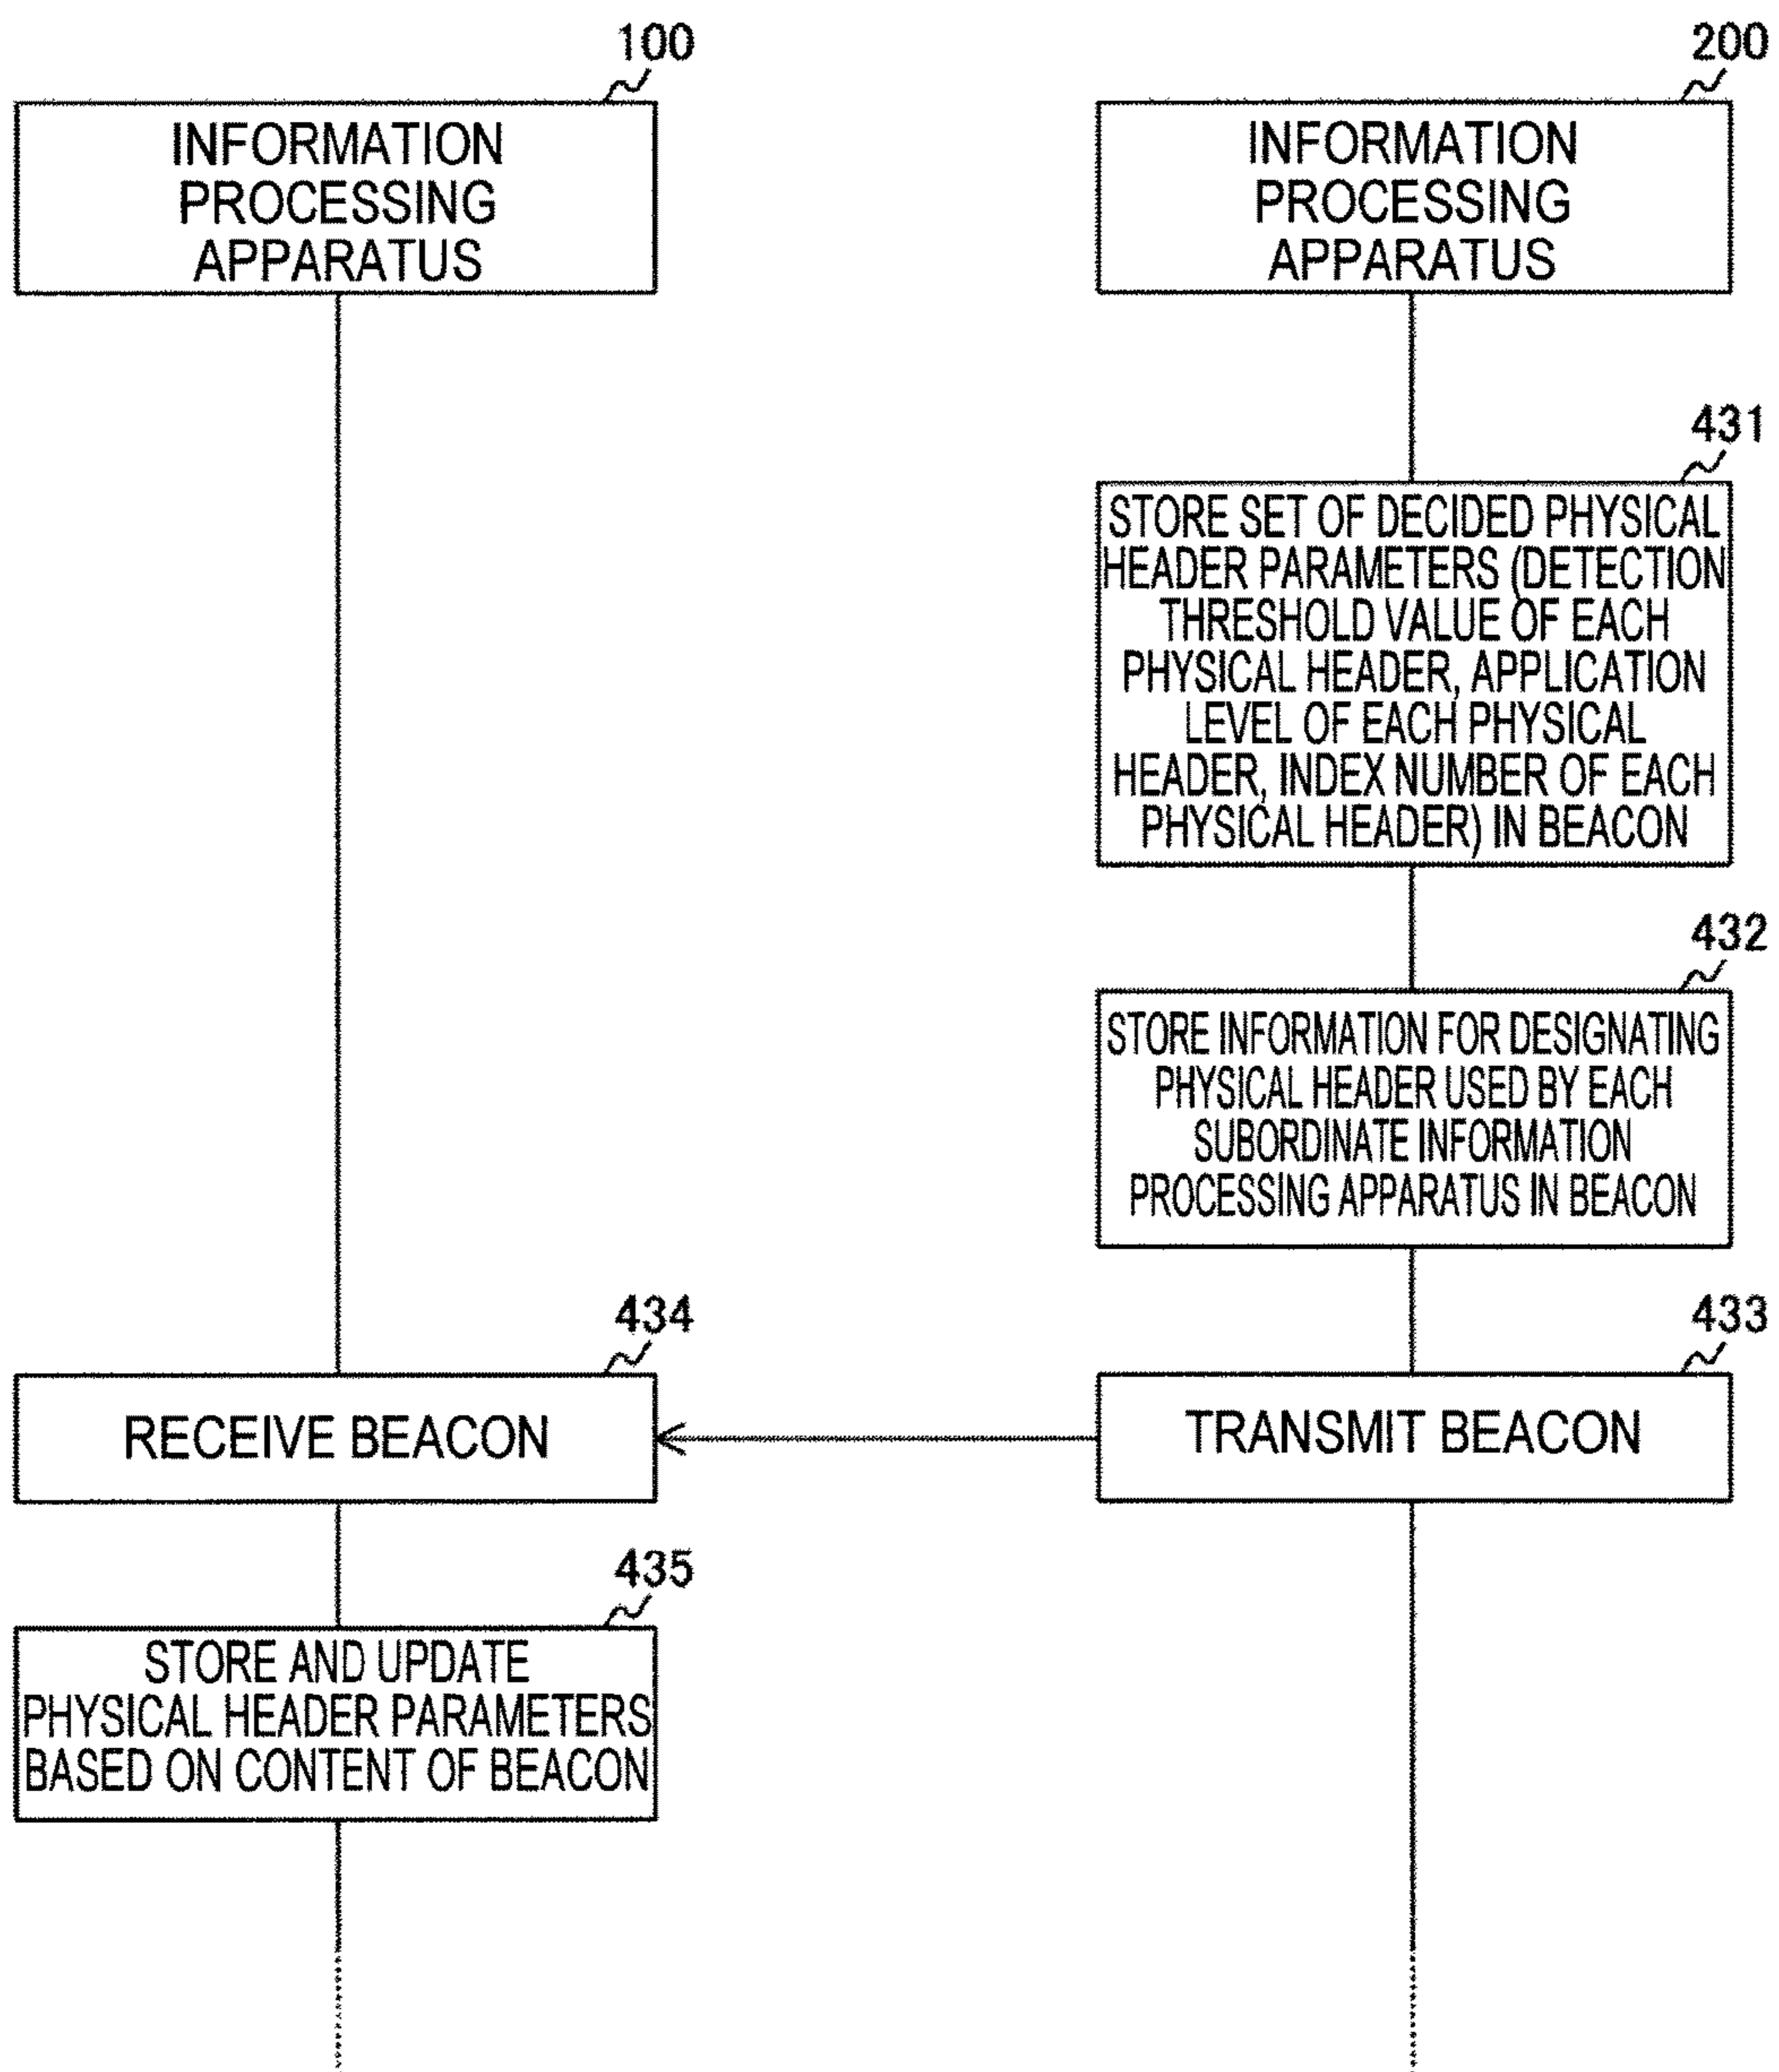 100
INFORMATION
PROCESSING
APPARATUS
200
INFORMATION
PROCESSING
APPARATUS
431
STORE SET OF DECIDED PHYSICAL
HEADER PARAMETERS (DETECTION
THRESHOLD VALUE OF EACH
PHYSICAL HEADER, APPLICATION
LEVEL OF EACH PHYSICAL
HEADER, INDEX NUMBER OF EACH
PHYSICAL HEADER) IN BEACON
432
STORE INFORMATION FOR DESIGNATING
PHYSICAL HEADER USED BY EACH
SUBORDINATE INFORMATION
PROCESSING APPARATUS IN BEACON
434
RECEIVE BEACON
433
TRANSMIT BEACON
435
STORE AND UPDATE
PHYSICAL HEADER PARAMETERS
BASED ON CONTENT OF BEACON